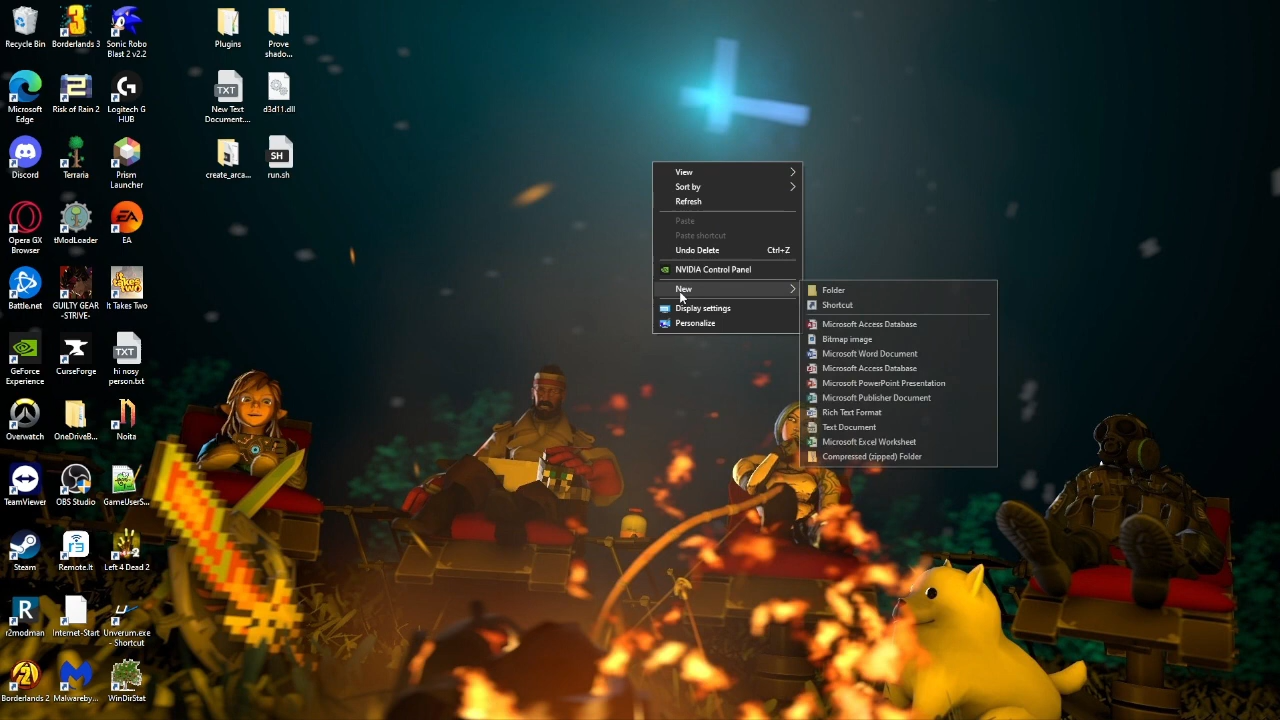 Recycle Bin
Borderlands 3
Sonic Robo
Blast 2 v2.2
Plugins
Prove
shado...
Microsoft
Edge
Risk of Rain 2
Logitech G
HUB
TXT
New Text
Document....
d3d11.dll
Discord
Terraria
Prism
Launcher
create_arca...
SH
run.sh
Opera GX
Browser
tModLoader
EA
EA
Battle.net
GUILTY GEAR
-STRIVE-
It Takes Two
It Takes Two
GeForce
Experience
CurseForge
TXT
hi nosy
person.txt
Overwatch
OneDriveB...
Noita
TeamViewer
OBS Studio
GameUserS...
Steam
Remote.It
Left 4 Dead 2
r2modman
Internet-Start
Unverum.exe
- Shortcut
Borderlands 2
Malwareby...
WinDirStat
View
Sort by
Refresh
Paste
Paste shortcut
Undo Delete Ctrl+Z
NVIDIA Control Panel
New
Display settings
Personalize
Folder
Shortcut
Microsoft Access Database
Bitmap image
Microsoft Word Document
Microsoft Access Database
Microsoft PowerPoint Presentation
Microsoft Publisher Document
Rich Text Format
Text Document
Microsoft Excel Worksheet
Compressed (zipped) Folder